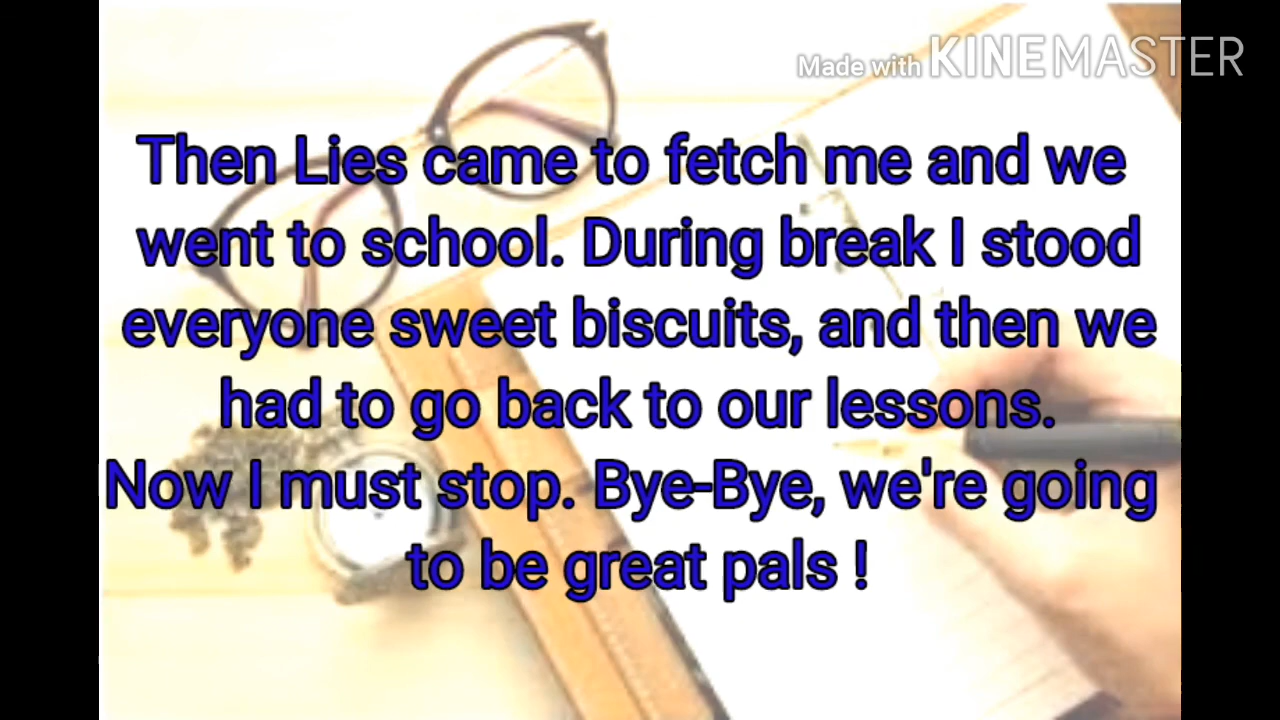 Made with KINEMASTER
Then Lies came to fetch me and we
went to school. During break I stood
everyone sweet biscuits, and then we
had to go back to our lessons.
Now I must stop. Bye-Bye, we're going
to be great pals !